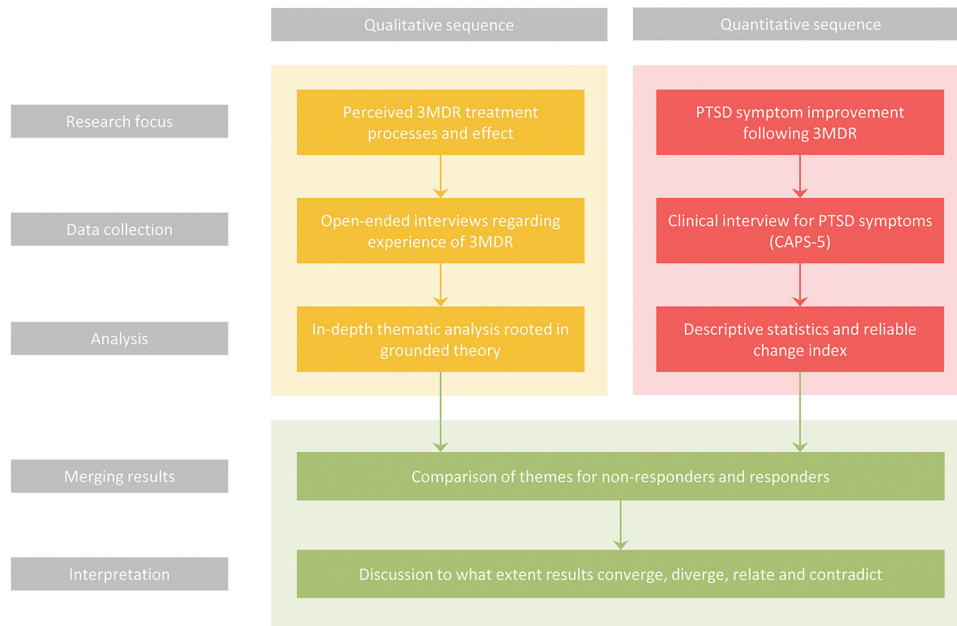 Qualitative sequence
Quantitative sequence
Research focus
Perceived 3MDR treatment
processes and effect
PTSD symptom improvement
following 3MDR
Data collection
Open-ended interviews regarding
experience of 3MDR
Clinical interview for PTSD symptoms
(CAPS-5)
Analysis
In-depth thematic analysis rooted in
grounded theory
Descriptive statistics and reliable
change index
Merging results
Comparison of themes for non-responders and responders
Interpretation
Discussion to what extent results converge, diverge, relate and contradict